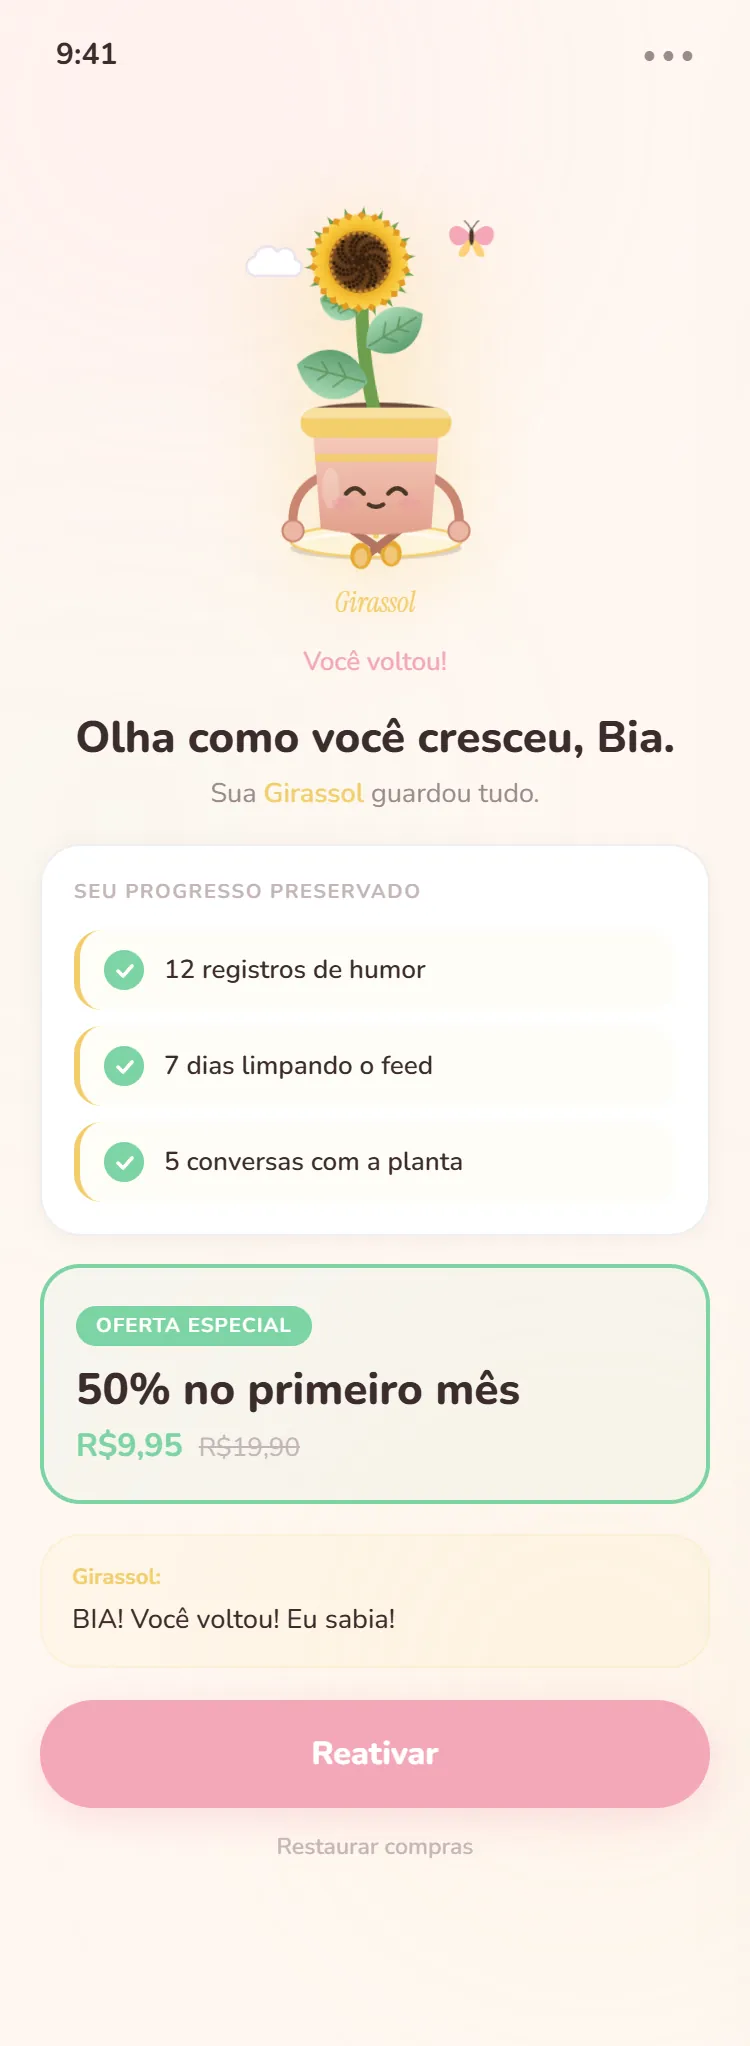 9:41
Girassol
Você voltou!
Olha como você cresceu, Bia.
Sua Girassol guardou tudo.
SEU PROGRESSO PRESERVADO
12 registros de humor
7 dias limpando o feed
5 conversas com a planta
OFERTA ESPECIAL
50% no primeiro mês
R$9,95 R$19,90
Girassol:
BIA! Você voltou! Eu sabia!
Reativar
Restaurar compras